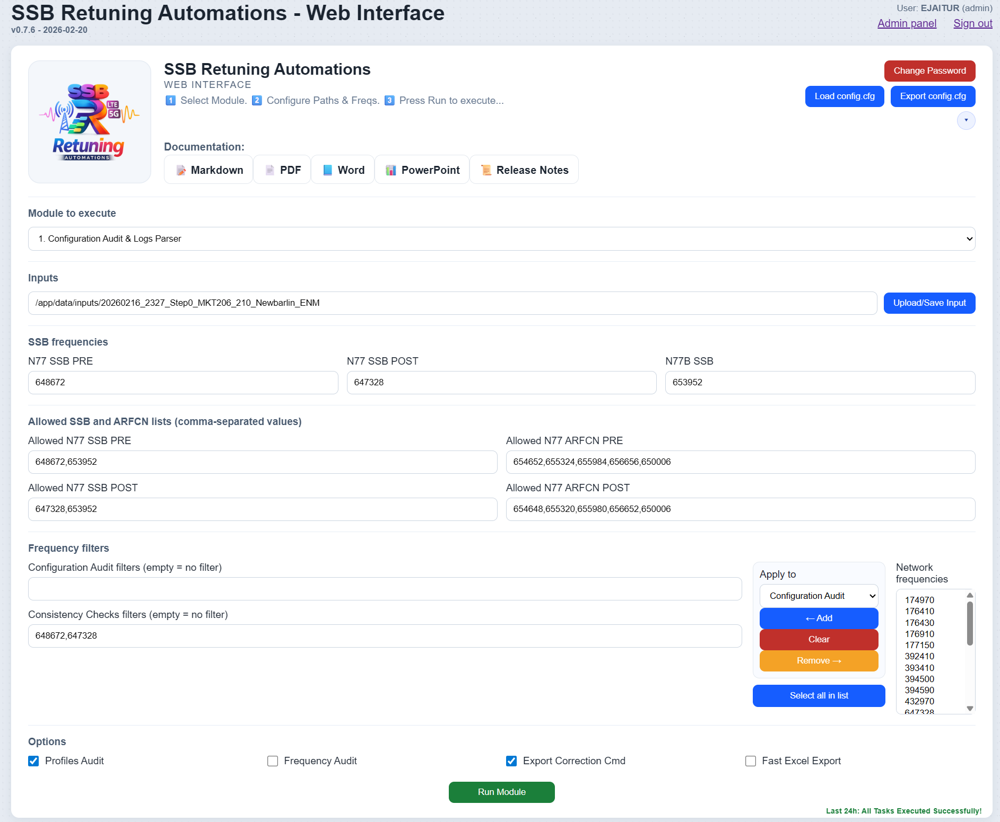 SSB Retuning Automations - Web Interface
v0.7.6 - 2026-02-20
User: EJAITUR (admin)
Admin panel Sign out
SSB
LTE
5G
Retuning
AUTOMATIONS
SSB Retuning Automations
WEB INTERFACE
1 Select Module. 2 Configure Paths & Freqs. 3 Press Run to execute...
Change Password
Load config.cfg Export config.cfg
Documentation:
Markdown PDF Word PowerPoint Release Notes
Module to execute
1. Configuration Audit & Logs Parser
Inputs
/app/data/inputs/20260216_2327_Step0_MKT206_210_Newbarlin_ENM
Upload/Save Input
SSB frequencies
N77 SSB PRE N77 SSB POST N77B SSB
648672 647328 653952
Allowed SSB and ARFCN lists (comma-separated values)
Allowed N77 SSB PRE Allowed N77 ARFCN PRE
648672,653952 654652,655324,655984,656656,650006
Allowed N77 SSB POST Allowed N77 ARFCN POST
647328,653952 654648,655320,655980,656652,650006
Frequency filters
Configuration Audit filters (empty = no filter)
Consistency Checks filters (empty = no filter)
648672,647328
Apply to
Configuration Audit
← Add
Clear
Remove →
Select all in list
Network
frequencies
174970
176410
176430
176910
177150
392410
393410
394500
394590
432970
647328
Options
Profiles Audit Frequency Audit Export Correction Cmd Fast Excel Export
Run Module
Last 24h: All Tasks Executed Successfully!